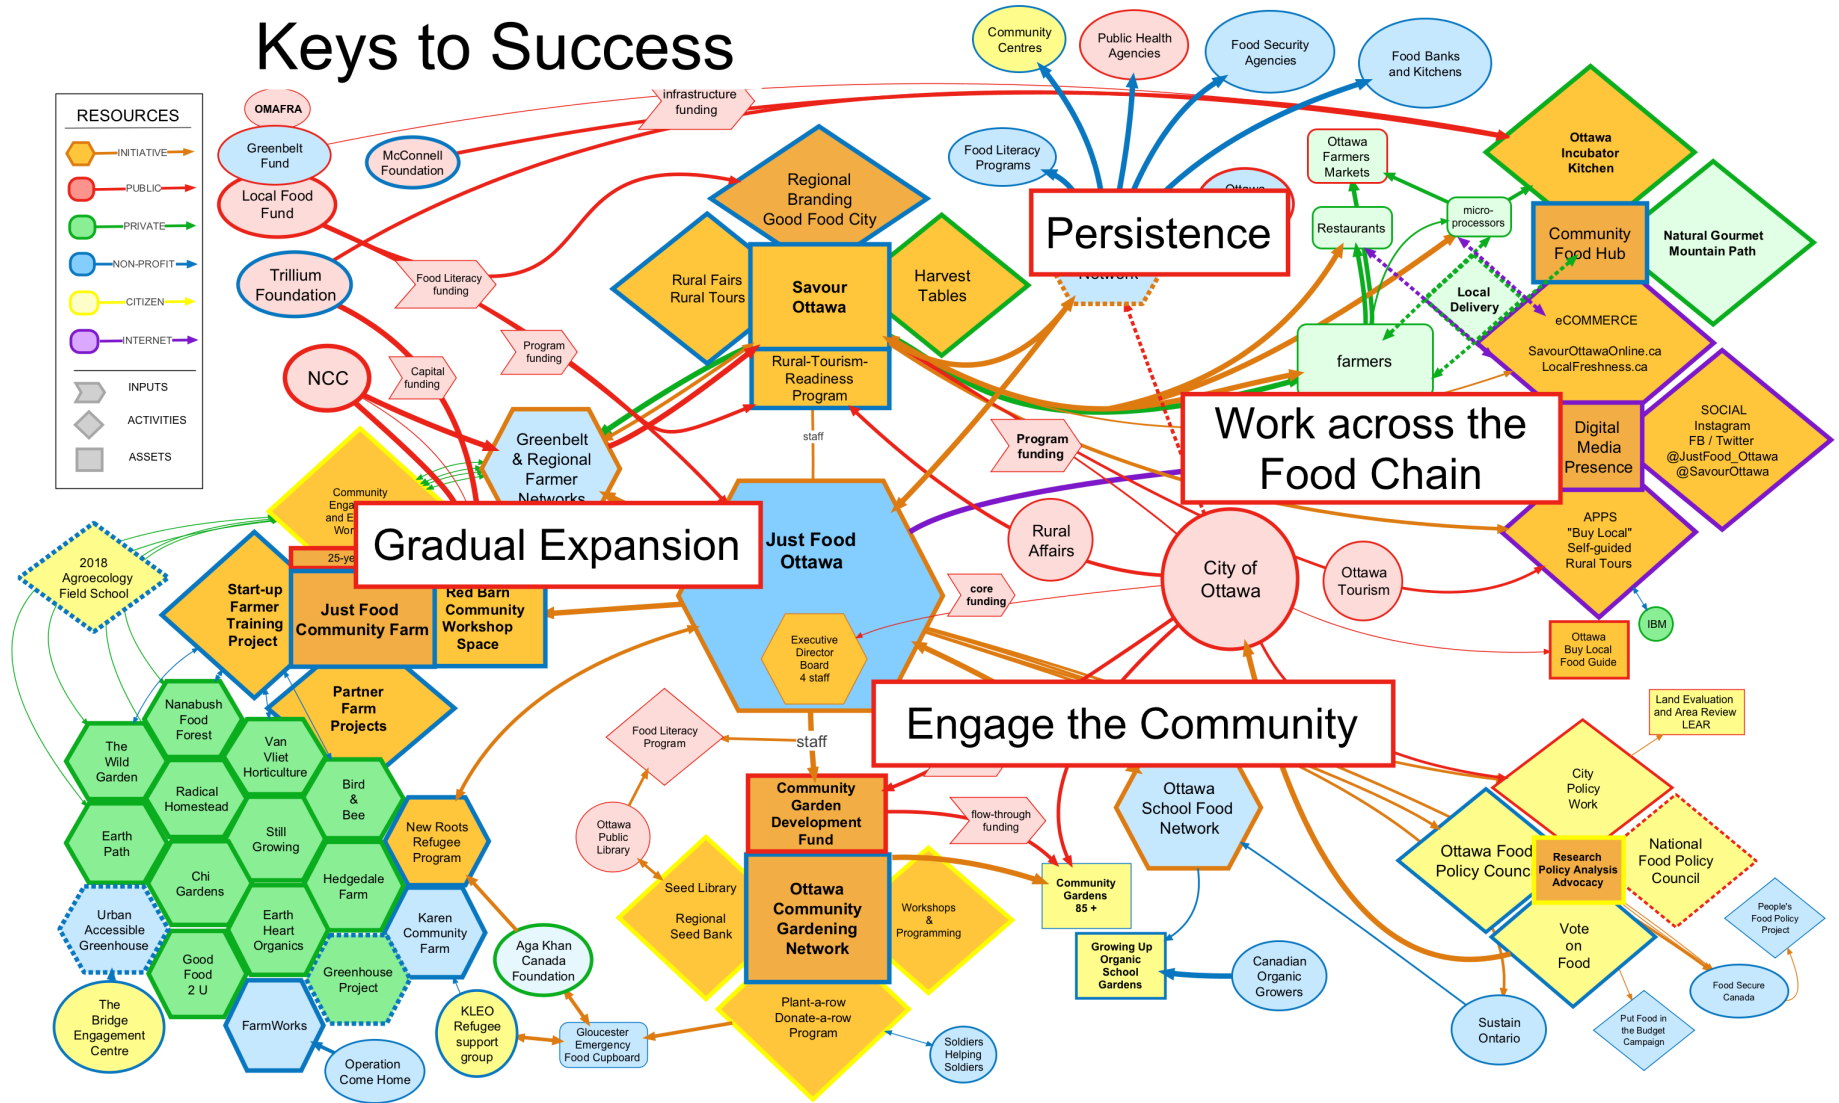 Keys to Success
RESOURCES
INITIATIVE
PUBLIC
PRIVATE
NON-PROFIT
CITIZEN
INTERNET
INPUTS
ACTIVITIES
ASSETS
OMAFRA
Greenbelt
Fund
Local Food
Fund
McConnell
Foundation
Trillium
Foundation
NCC
infrastructure
funding
Food Literacy
funding
Program
funding
Capital
funding
Regional
Branding
Good Food City
Rural Fairs
Rural Tours
Savour
Ottawa
Harvest
Tables
Rural-Tourism-
Readiness
Program
staff
Community
Centres
Public Health
Agencies
Food Security
Agencies
Food Banks
and Kitchens
Food Literacy
Programs
Ottawa
Persistence
Network
Ottawa
Farmers
Markets
Restaurants
micro-
processors
Local
Delivery
farmers
Ottawa
Incubator
Kitchen
Community
Food Hub
Natural Gourmet
Mountain Path
eCOMMERCE
SavourOttawaOnline.ca
LocalFreshness.ca
Digital
Media
Presence
SOCIAL
Instagram
FB / Twitter
@JustFood_Ottawa
@SavourOttawa
APPS
"Buy Local"
Self-guided
Rural Tours
IBM
Ottawa
Buy Local
Food Guide
Work across the
Food Chain
Greenbelt
& Regional
Farmer
Networks
Community
and
Gradual Expansion
2018
Agroecology
Field School
Start-up
Farmer
Training
Project
Just Food
Community Farm
Red Barn
Community
Workshop
Space
Partner
Farm
Projects
Just Food
Ottawa
Executive
Director
Board
4 staff
Program
funding
core
funding
Rural
Affairs
City of
Ottawa
Ottawa
Tourism
Engage the Community
Nanabush
Food
Forest
The
Wild
Garden
Van
Vliet
Horticulture
Radical
Homestead
Bird
&
Bee
Earth
Path
Still
Growing
Chi
Gardens
Hedgedale
Farm
Urban
Accessible
Greenhouse
Earth
Heart
Organics
Good
Food
2 U
Greenhouse
Project
The
Bridge
Engagement
Centre
FarmWorks
Operation
Come Home
New Roots
Refugee
Program
Karen
Community
Farm
KLEO
Refugee
support
group
Aga Khan
Canada
Foundation
Gloucester
Emergency
Food Cupboard
Food Literacy
Program
staff
Ottawa
Public
Library
Community
Garden
Development
Fund
Seed Library
Regional
Seed Bank
Ottawa
Community
Gardening
Network
Workshops
&
Programming
Plant-a-row
Donate-a-row
Program
Soldiers
Helping
Soldiers
flow-through
funding
Community
Gardens
85 +
Ottawa
School Food
Network
Growing Up
Organic
School
Gardens
Canadian
Organic
Growers
Land Evaluation
and Area Review
LEAR
City
Policy
Work
Ottawa Food
Policy
Research
Policy Analysis
Advocacy
National
Food Policy
Council
Vote
on
Food
People's
Food Policy
Project
Food Secure
Canada
Put Food in
the Budget
Campaign
Sustain
Ontario